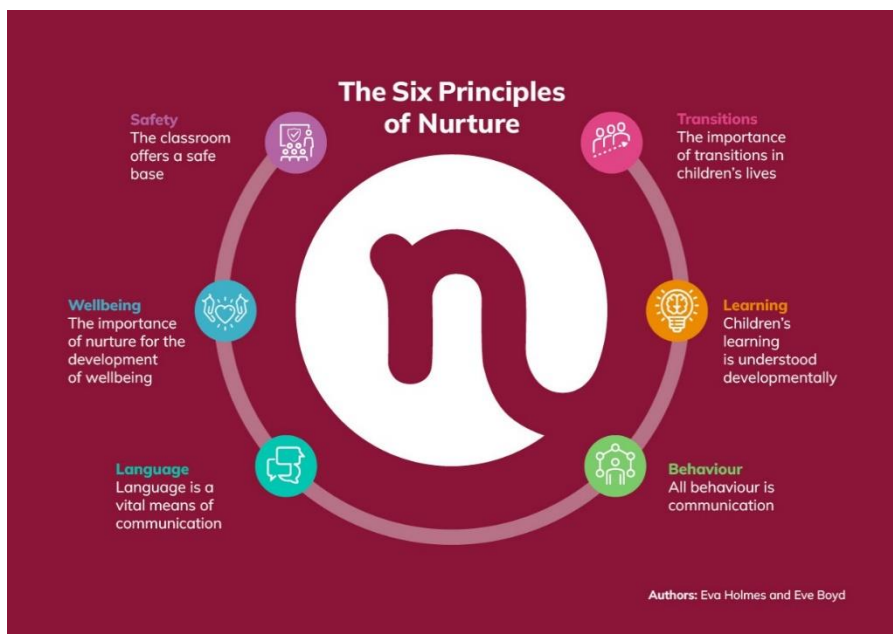 The Six Principles
of Nurture
Safety
The classroom
offers a safe
base
Transitions
The importance
of transitions in
children's lives
Wellbeing
The importance
of nurture for the
development
of wellbeing
Learning
Children's
learning
is understood
developmentally
Language
Language is a
vital means of
communication
Behaviour
All behaviour is
communication
n
Authors: Eva Holmes and Eve Boyd